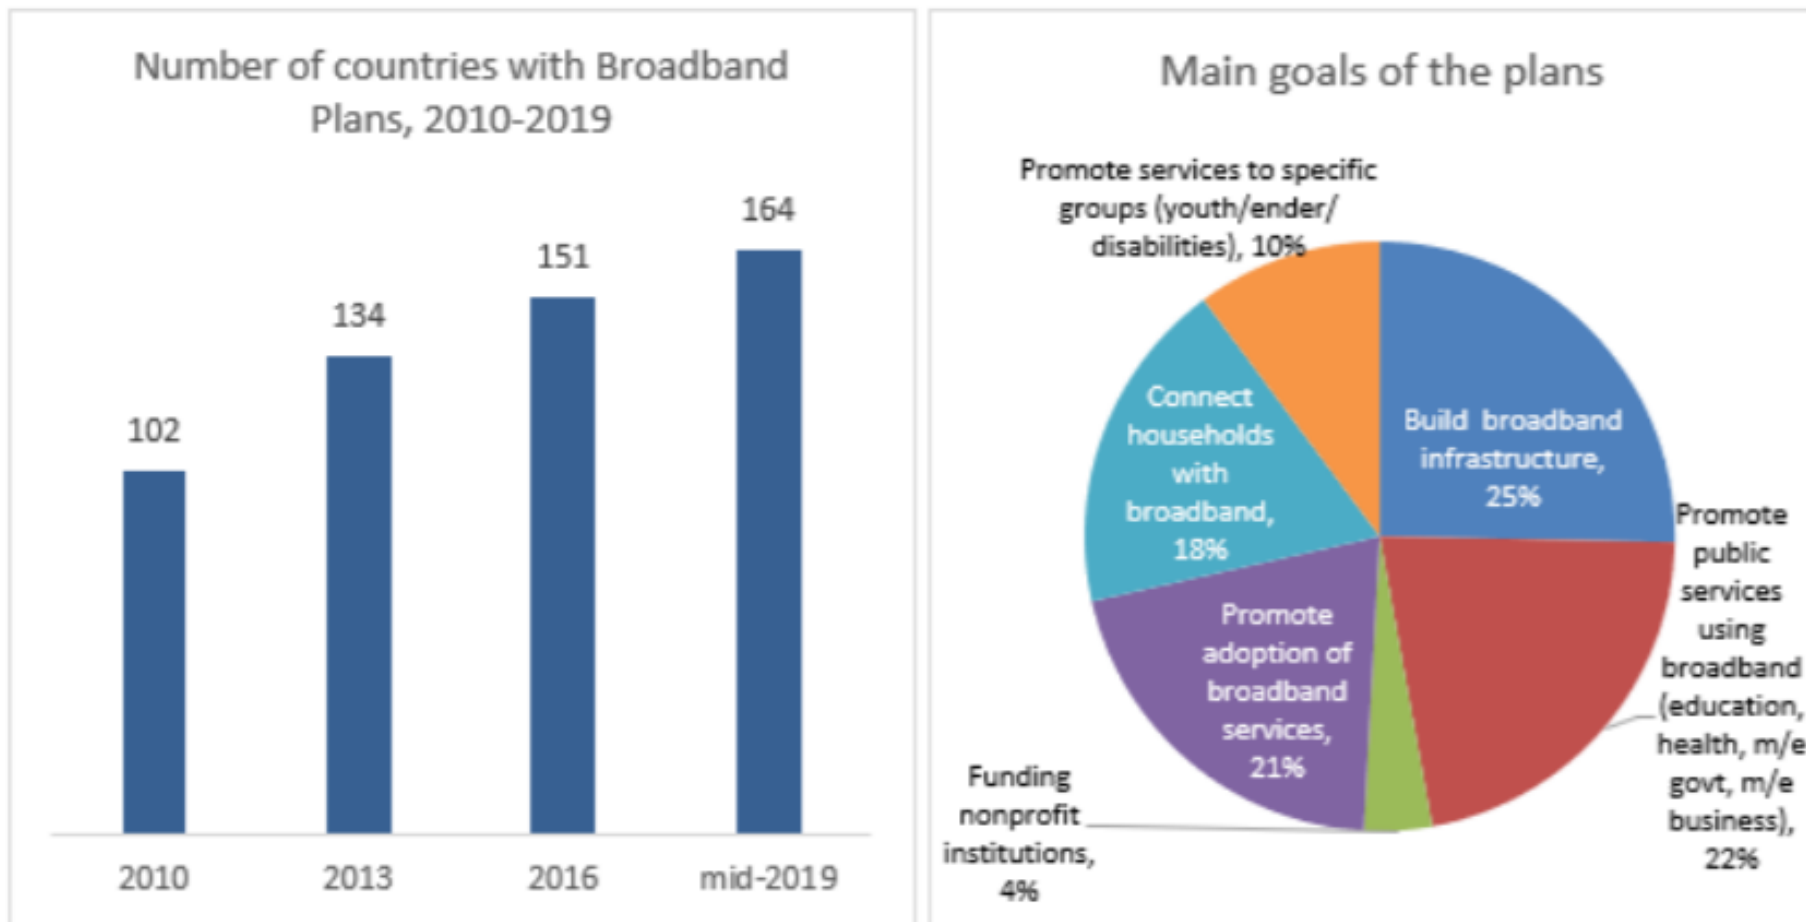 Number of countries with Broadband
Plans, 2010-2019
102
134
151
164
2010
2013
2016
mid-2019
Main goals of the plans
Promote services to specific
groups (youth/ender/
disabilities), 10%
Build broadband
infrastructure,
25%
Promote
public
services
using
broadband
(education,
health, m/e
govt, m/e
business),
22%
Funding
nonprofit
institutions,
4%
Promote
adoption of
broadband
services,
21%
Connect
households
with
broadband,
18%